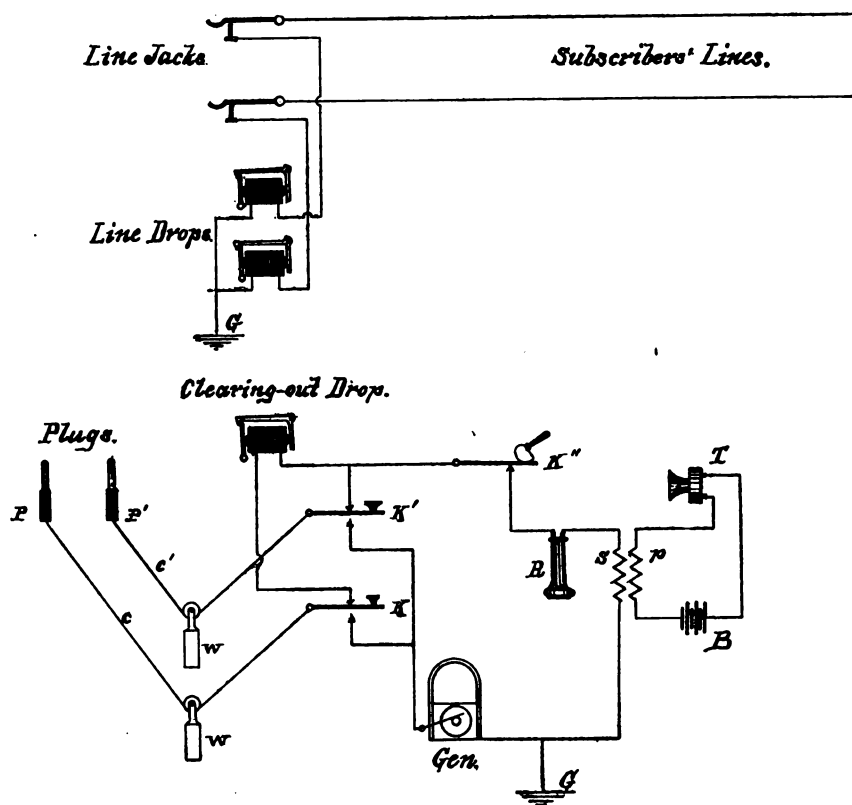 Line Jacks.
Subscribers' Lines.
Line Drops.
G
Clearing-out Drop.
Plugs.
P
P'
K"
T
K'
c'
R
s
p
c
K
B
W
W
Gen.
G